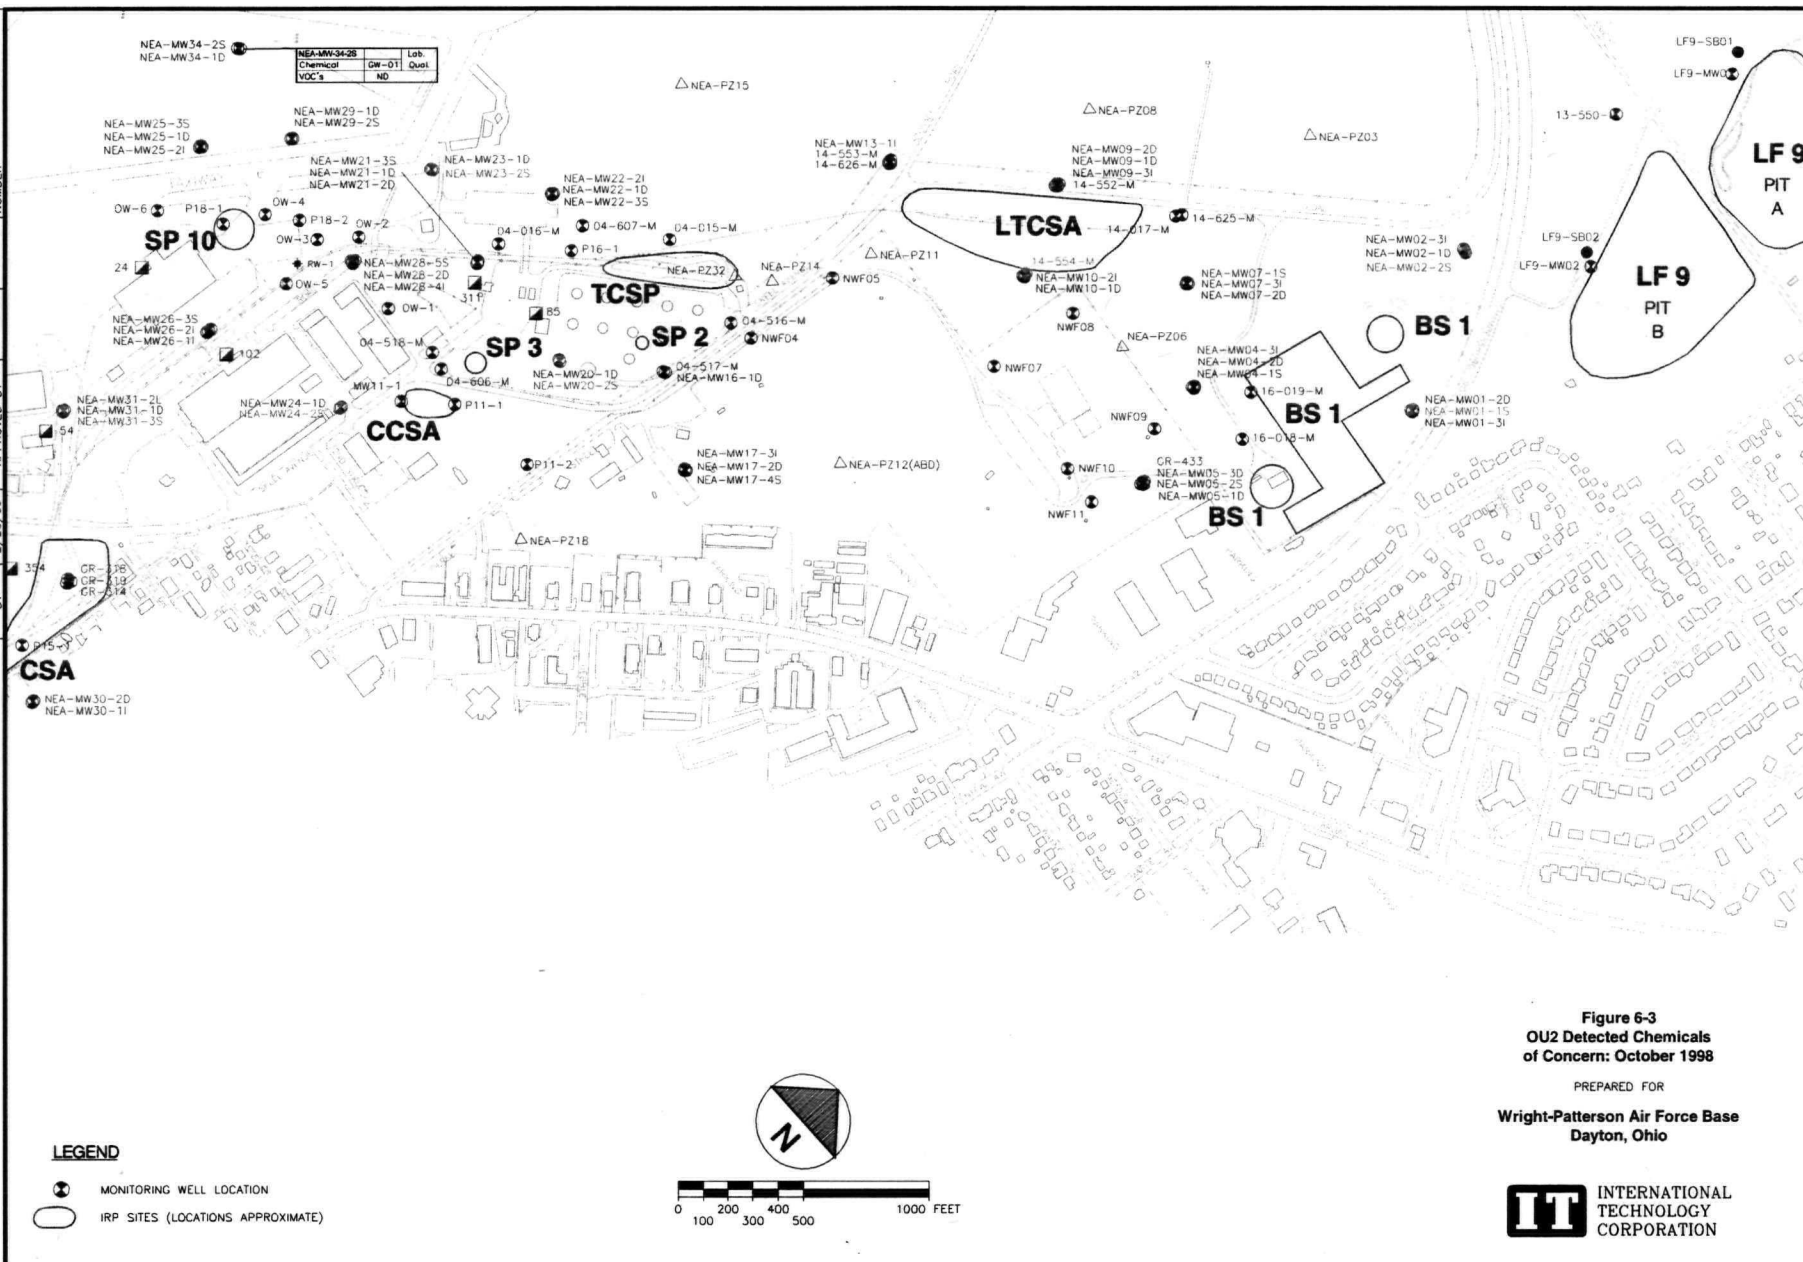 NEA-MW34-2S
NEA-MW34-1D
NEA-MW-34-2S Lab.
Chemical GW-01 Qual.
VOC's ND
NEA-PZ15
NEA-PZ08
NEA-PZ03
LF9-SB01
LF9-MW0
13-550-
LF 9
PIT
A
NEA-MW25-3S
NEA-MW25-1D
NEA-MW25-2I
NEA-MW29-1D
NEA-MW29-2S
NEA-MW21-3S
NEA-MW21-1D
NEA-MW21-2D
NEA-MW23-1D
NEA-MW23-2S
NEA-MW22-2I
NEA-MW22-1D
NEA-MW22-3S
NEA-MW13-1I
14-553-M
14-626-M
NEA-MW09-2D
NEA-MW09-1D
NEA-MW09-3I
14-552-M
OW-6
P18-1
OW-4
P18-2
OW-2
OW-3
SP 10
24
RW-1
OW-5
NEA-MW28-5S
NEA-MW28-2D
NEA-MW28-4I
OW-1
04-016-M
04-607-M
P16-1
04-015-M
311
85
TCSP
NEA-PZ32
NEA-PZ14
NEA-PZ11
NWF05
LTCSA
14-625-M
14-017-M
14-554-M
NEA-MW10-2I
NEA-MW10-1D
NEA-MW07-1S
NEA-MW07-3I
NEA-MW07-2D
NEA-MW02-3I
NEA-MW02-1D
NEA-MW02-2S
LF9-SB02
LF9-MW02
LF 9
PIT
B
NEA-MW26-3S
NEA-MW26-2I
NEA-MW26-1I
102
04-518-M
04-606-M
SP 3
SP 2
04-516-M
NWF04
04-517-M
NEA-MW16-1D
NEA-MW20-1D
NEA-MW20-2S
NWF08
NEA-PZ06
NWF07
BS 1
NEA-MW04-3I
NEA-MW04-2D
NEA-MW04-1S
16-019-M
BS 1
NEA-MW01-2D
NEA-MW01-1S
NEA-MW01-3I
NEA-MW31-2I
NEA-MW31-1D
NEA-MW31-3S
54
NEA-MW24-1D
NEA-MW24-2S
MW11-1
P11-1
CCSA
P11-2
NEA-MW17-3I
NEA-MW17-2D
NEA-MW17-4S
NEA-PZ12(ABD)
NWF09
16-018-M
NWF10
GR-433
NEA-MW05-3D
NEA-MW05-2S
NEA-MW05-1D
NWF11
BS 1
NEA-PZ18
354
GR-318
GR-319
GR-314
P15-1
CSA
NEA-MW30-2D
NEA-MW30-1I
Figure 6-3
OU2 Detected Chemicals
of Concern: October 1998
PREPARED FOR
Wright-Patterson Air Force Base
Dayton, Ohio
LEGEND
MONITORING WELL LOCATION
IRP SITES (LOCATIONS APPROXIMATE)
N
0 200 400 1000 FEET
100 300 500
IT
INTERNATIONAL
TECHNOLOGY
CORPORATION